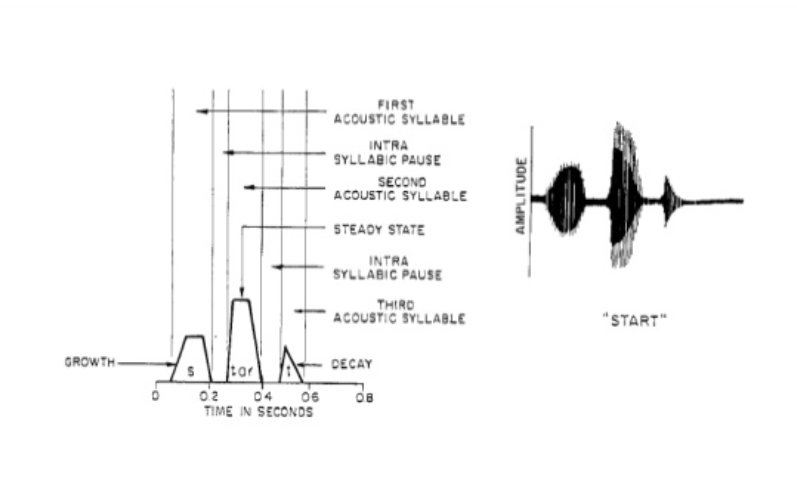 FIRST
ACOUSTIC SYLLABLE
INTRA
SYLLABIC PAUSE
SECOND
ACOUSTIC SYLLABLE
STEADY STATE
INTRA
SYLLABIC PAUSE
THIRD
ACOUSTIC SYLLABLE
GROWTH
DECAY
s
tar
t
0
0.2
0.4
0.6
0.8
TIME IN SECONDS
AMPLITUDE
"START"